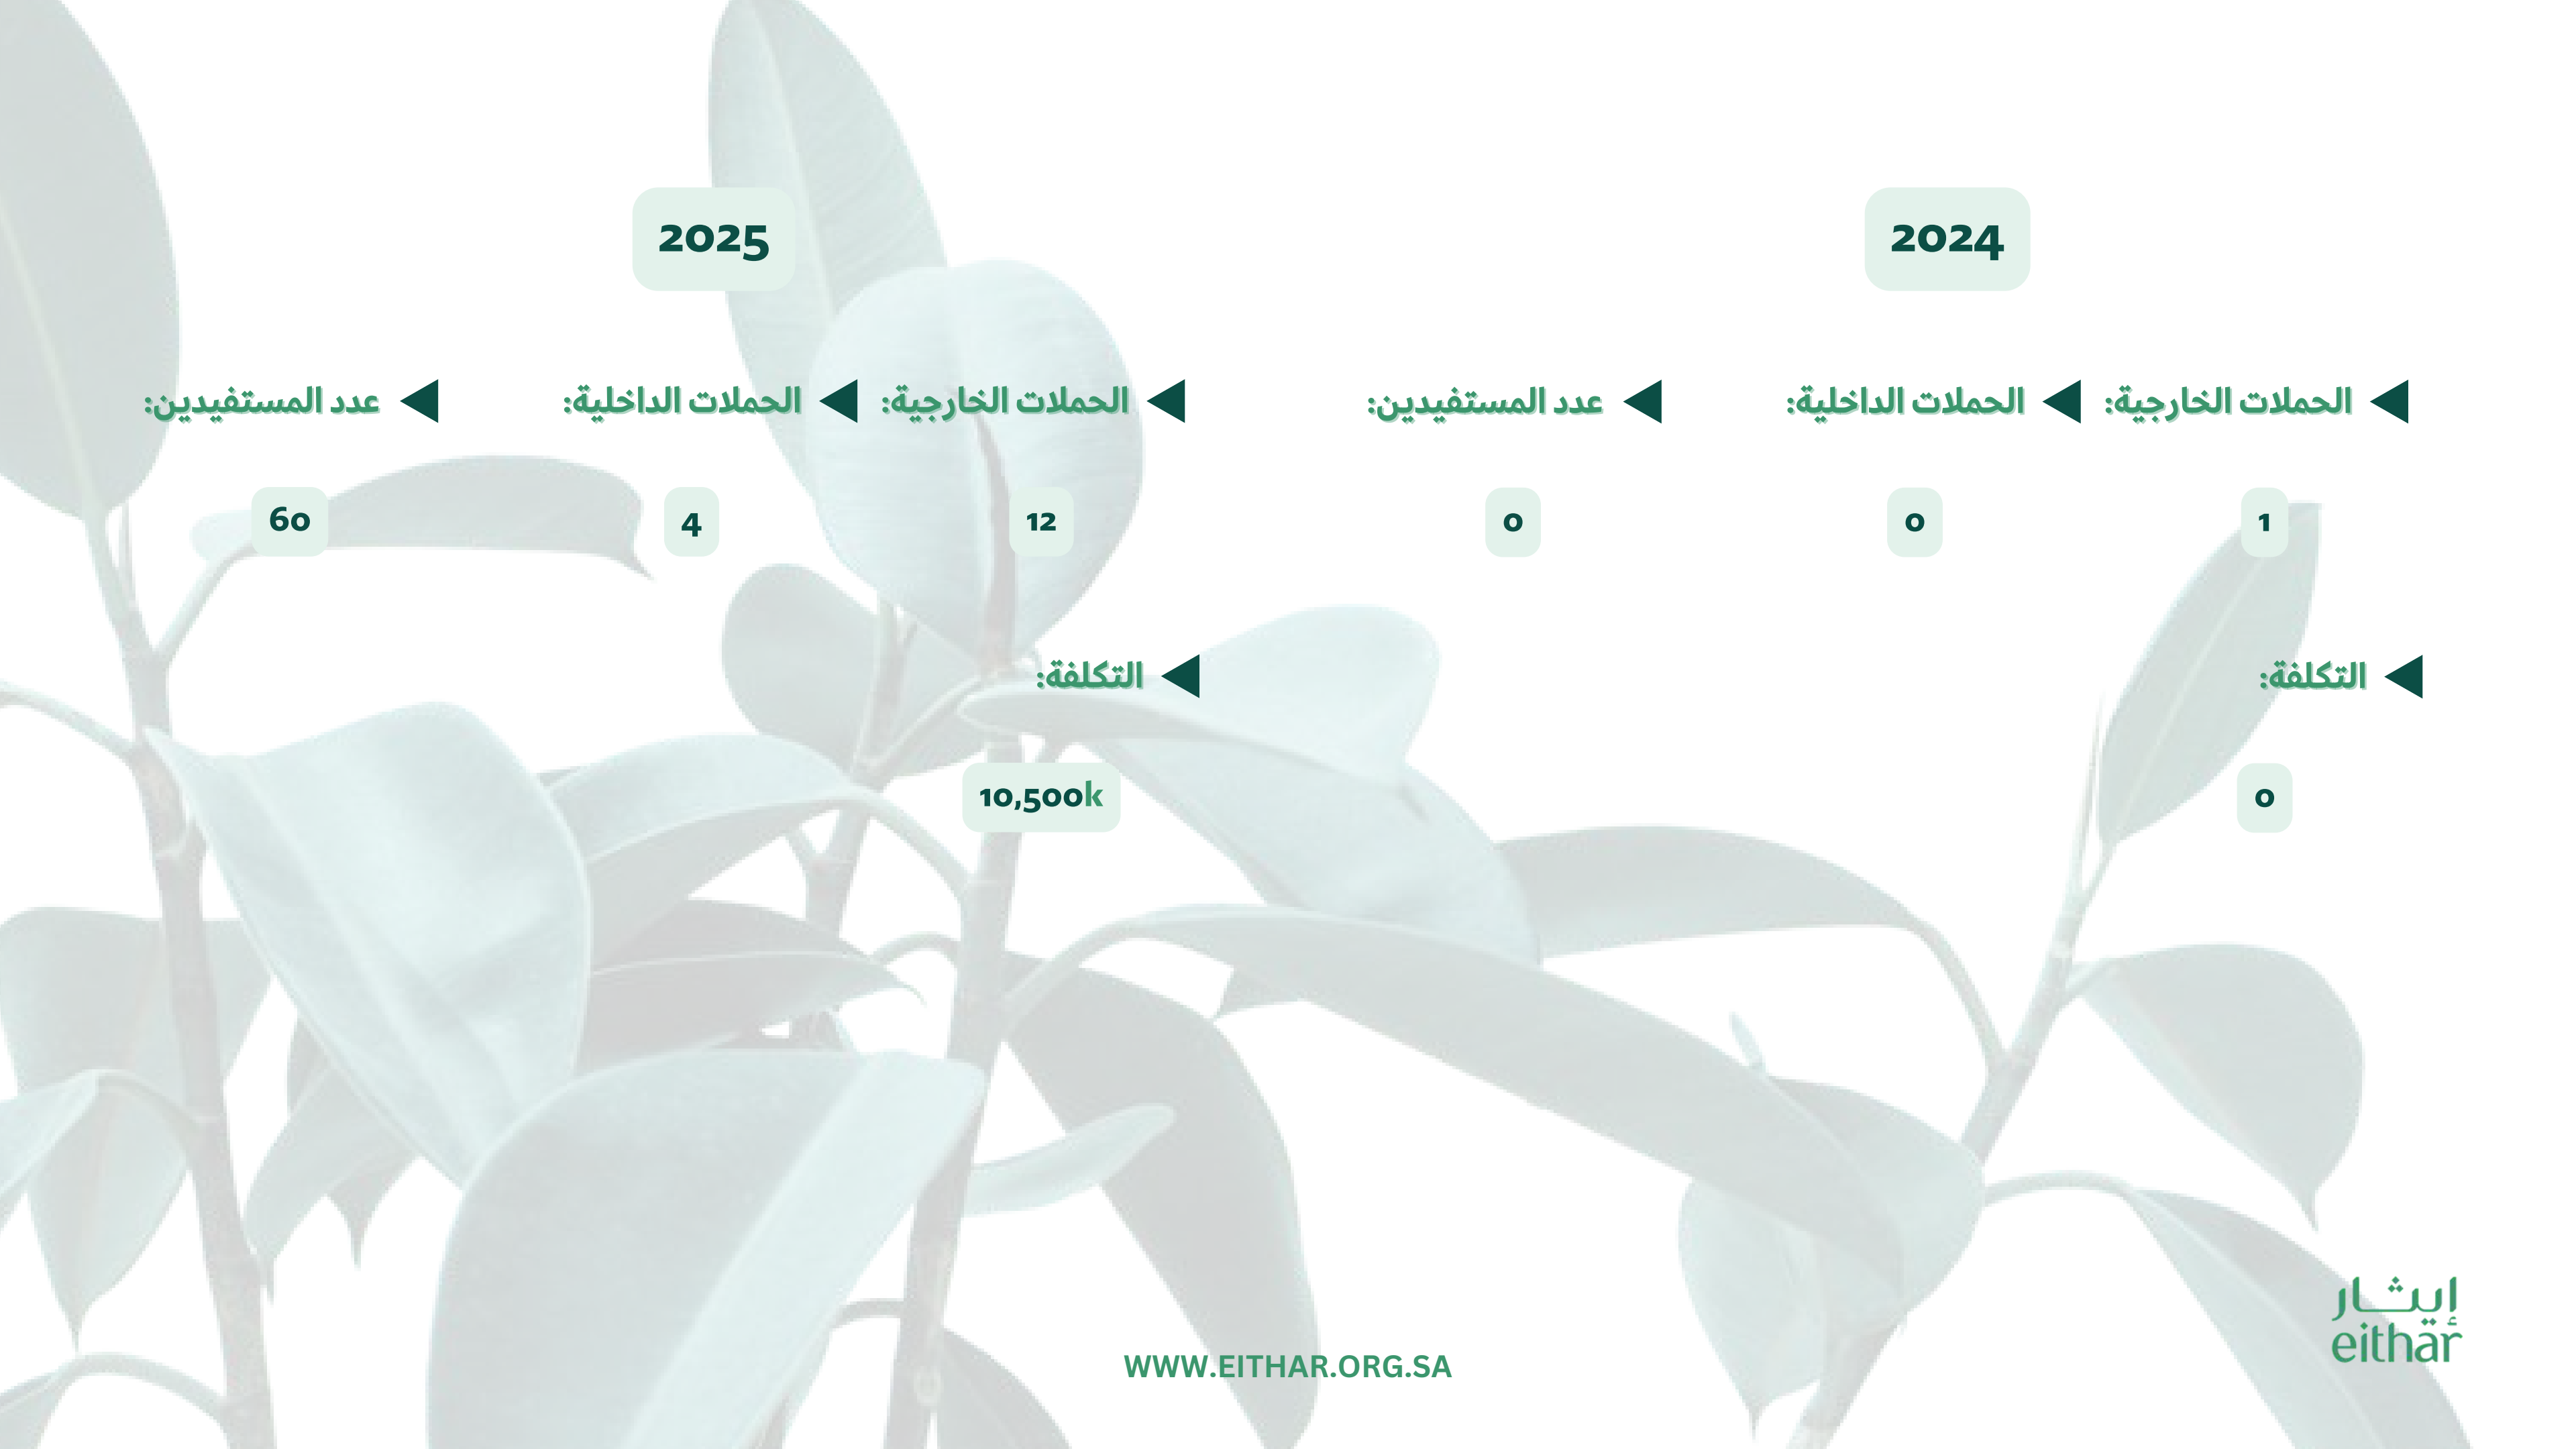 2024
الحملات الخارجية:
الحملات الداخلية:
عدد المستفيدين:
1
0
0
التكلفة:
0
2025
الحملات الخارجية:
الحملات الداخلية:
عدد المستفيدين:
12
4
60
التكلفة:
10,500k
WWW.EITHAR.ORG.SA
إيثار
eithar